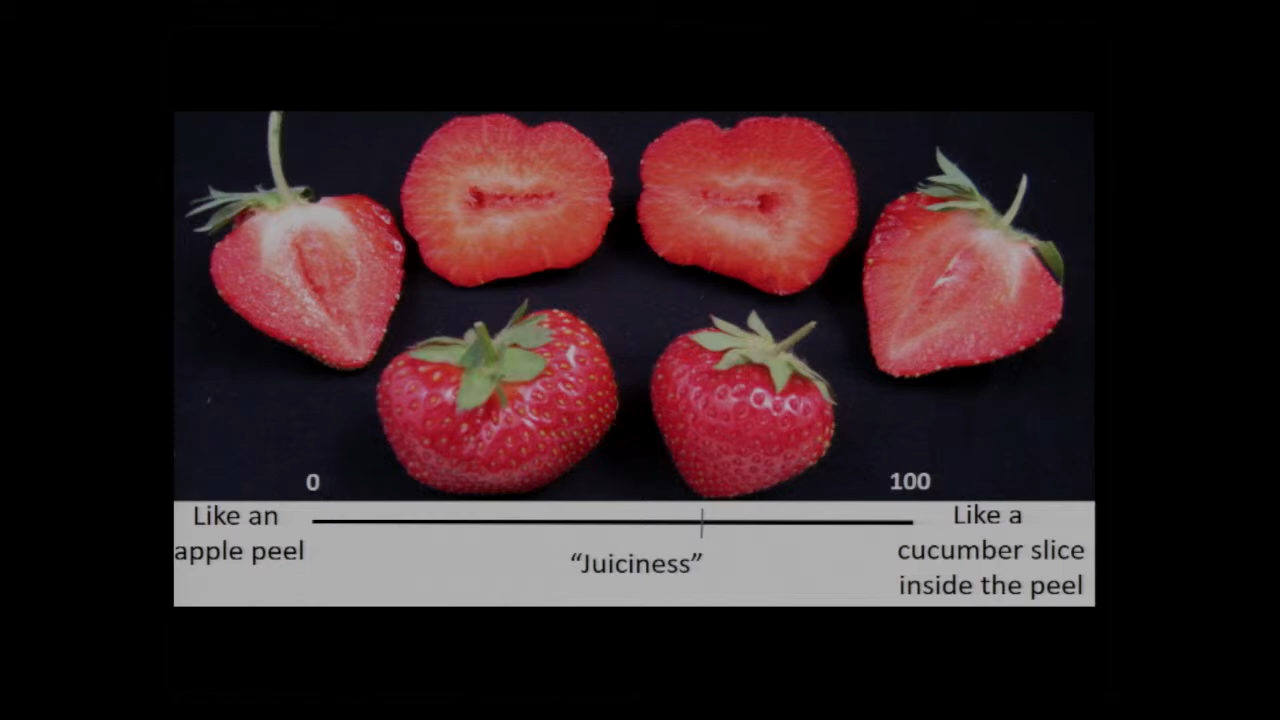 0
100
Like an
apple peel
“Juiciness”
Like a
cucumber slice
inside the peel